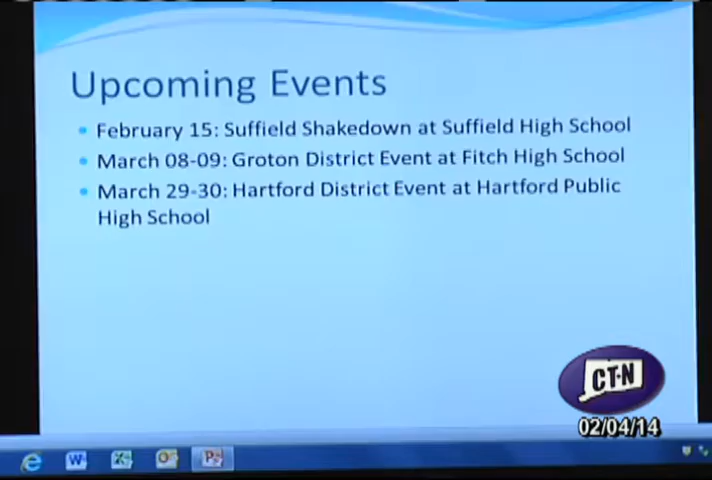 Upcoming Events
February 15: Suffield Shakedown at Suffield High School
March 08-09: Groton District Event at Fitch High School
March 29-30: Hartford District Event at Hartford Public
High School
CT-N
02/04/14